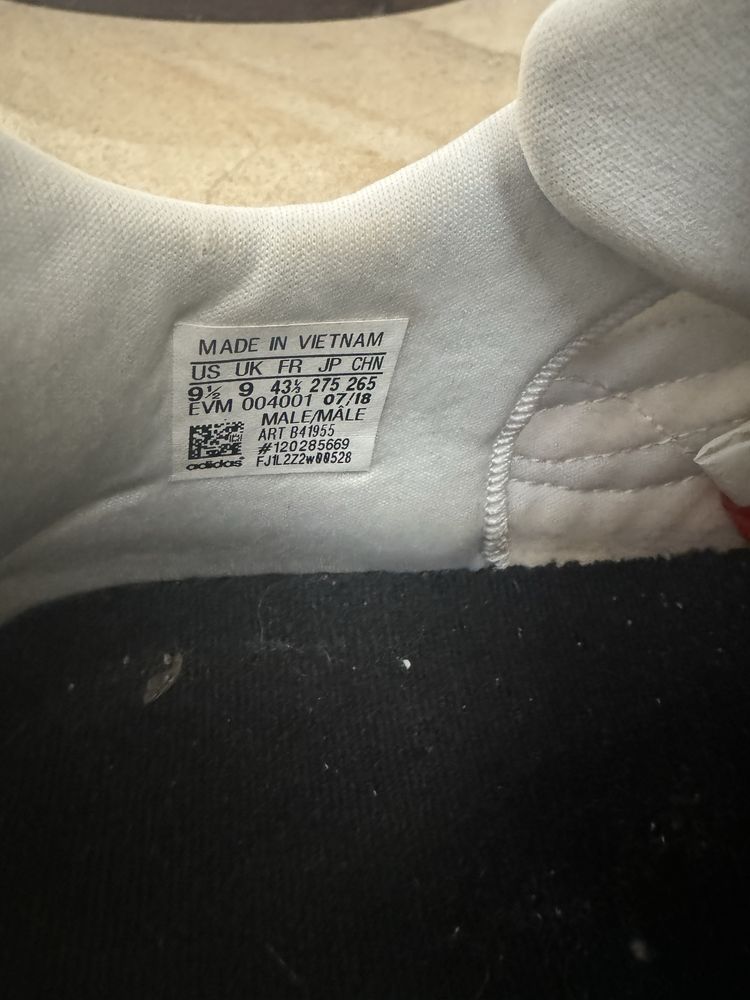 MADE IN VIETNAM
US UK FR JP CHN
9½ 9 43⅓ 275 265
EVM 004001 07/18
MALE/MÂLE
ART B41955
#120285669
adidas FJ1L2Z2W00528